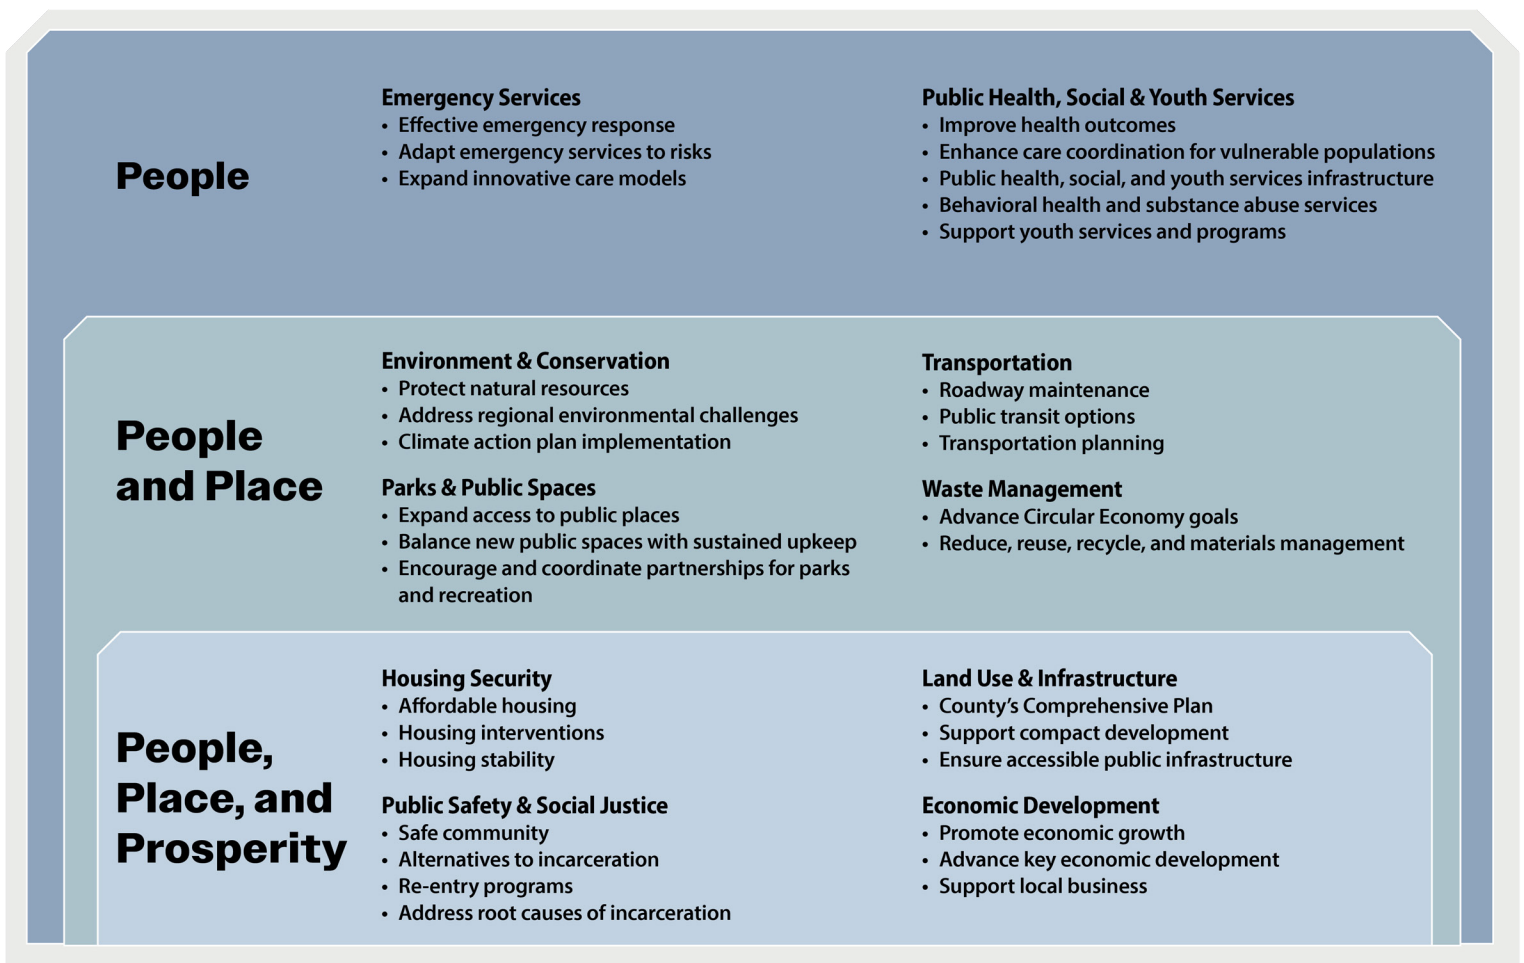 People
Emergency Services
• Effective emergency response
• Adapt emergency services to risks
• Expand innovative care models
Public Health, Social & Youth Services
• Improve health outcomes
• Enhance care coordination for vulnerable populations
• Public health, social, and youth services infrastructure
• Behavioral health and substance abuse services
• Support youth services and programs
People
and Place
Environment & Conservation
• Protect natural resources
• Address regional environmental challenges
• Climate action plan implementation
Parks & Public Spaces
• Expand access to public places
• Balance new public spaces with sustained upkeep
• Encourage and coordinate partnerships for parks
and recreation
Transportation
• Roadway maintenance
• Public transit options
• Transportation planning
Waste Management
• Advance Circular Economy goals
• Reduce, reuse, recycle, and materials management
People,
Place, and
Prosperity
Housing Security
• Affordable housing
• Housing interventions
• Housing stability
Public Safety & Social Justice
• Safe community
• Alternatives to incarceration
• Re-entry programs
• Address root causes of incarceration
Land Use & Infrastructure
• County’s Comprehensive Plan
• Support compact development
• Ensure accessible public infrastructure
Economic Development
• Promote economic growth
• Advance key economic development
• Support local business